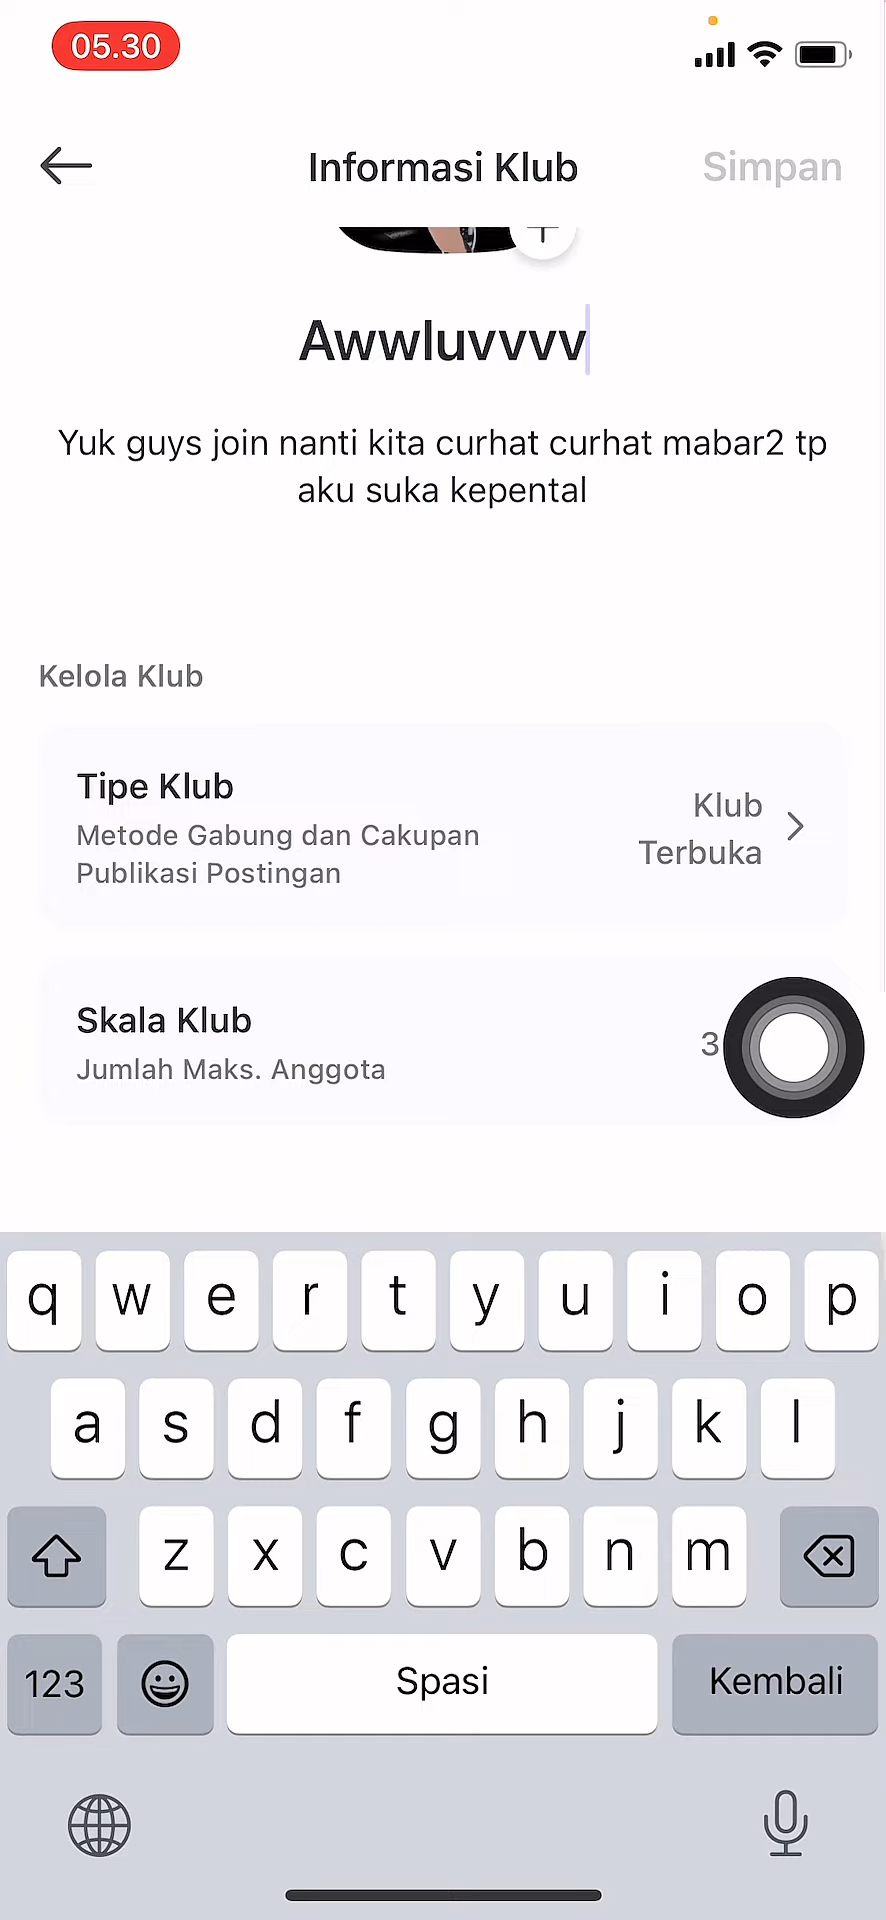 05.30
Informasi Klub
Simpan
Awwluvvvv
Yuk guys join nanti kita curhat curhat mabar2 tp
aku suka kepental
Kelola Klub
Tipe Klub
Metode Gabung dan Cakupan
Publikasi Postingan
Klub
Terbuka
Skala Klub
Jumlah Maks. Anggota
q w e r t y u i o p
a s d f g h j k l
z x c v b n m
123
Spasi
Kembali